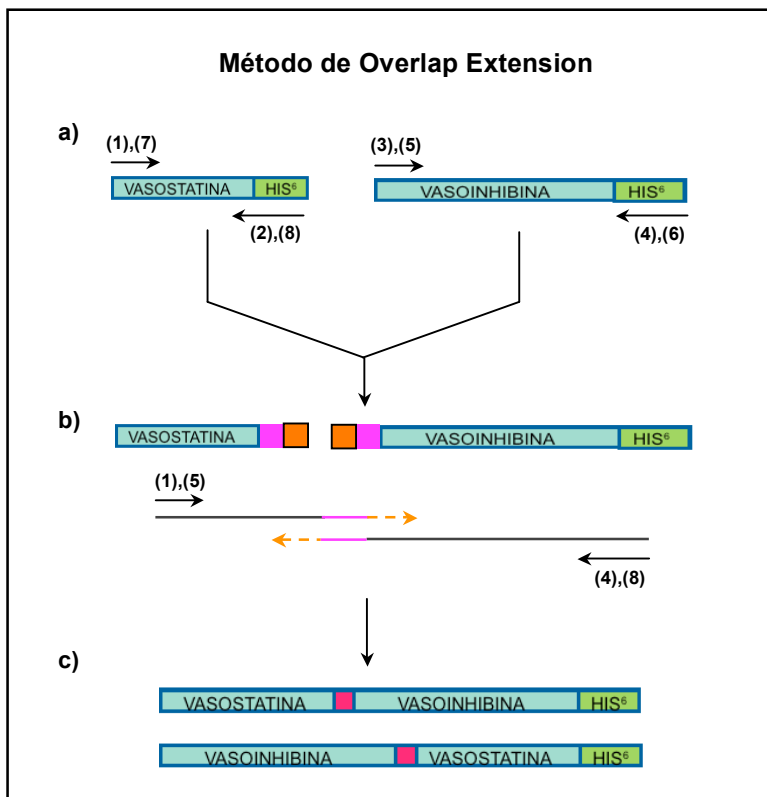 Método de Overlap Extension
a)
(1),(7)
(3),(5)
VASOSTATINA HIS⁶
VASOINHIBINA HIS⁶
(2),(8)
(4),(6)
b)
VASOSTATINA
VASOINHIBINA HIS⁶
(1),(5)
(4),(8)
c)
VASOSTATINA VASOINHIBINA HIS⁶
VASOINHIBINA VASOSTATINA HIS⁶